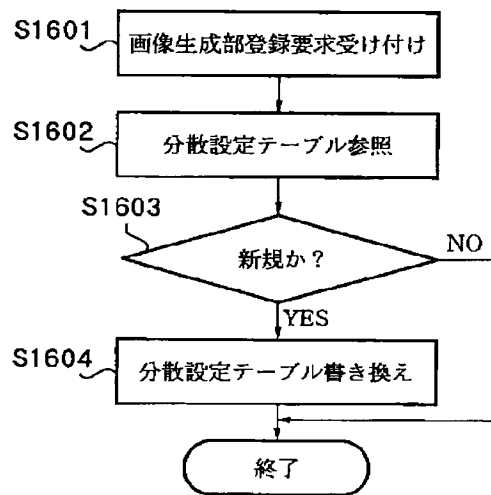 S1601
画像生成部登録要求受け付け
S1602
分散設定テーブル参照
S1603
新規か？
NO
YES
S1604
分散設定テーブル書き換え
終了